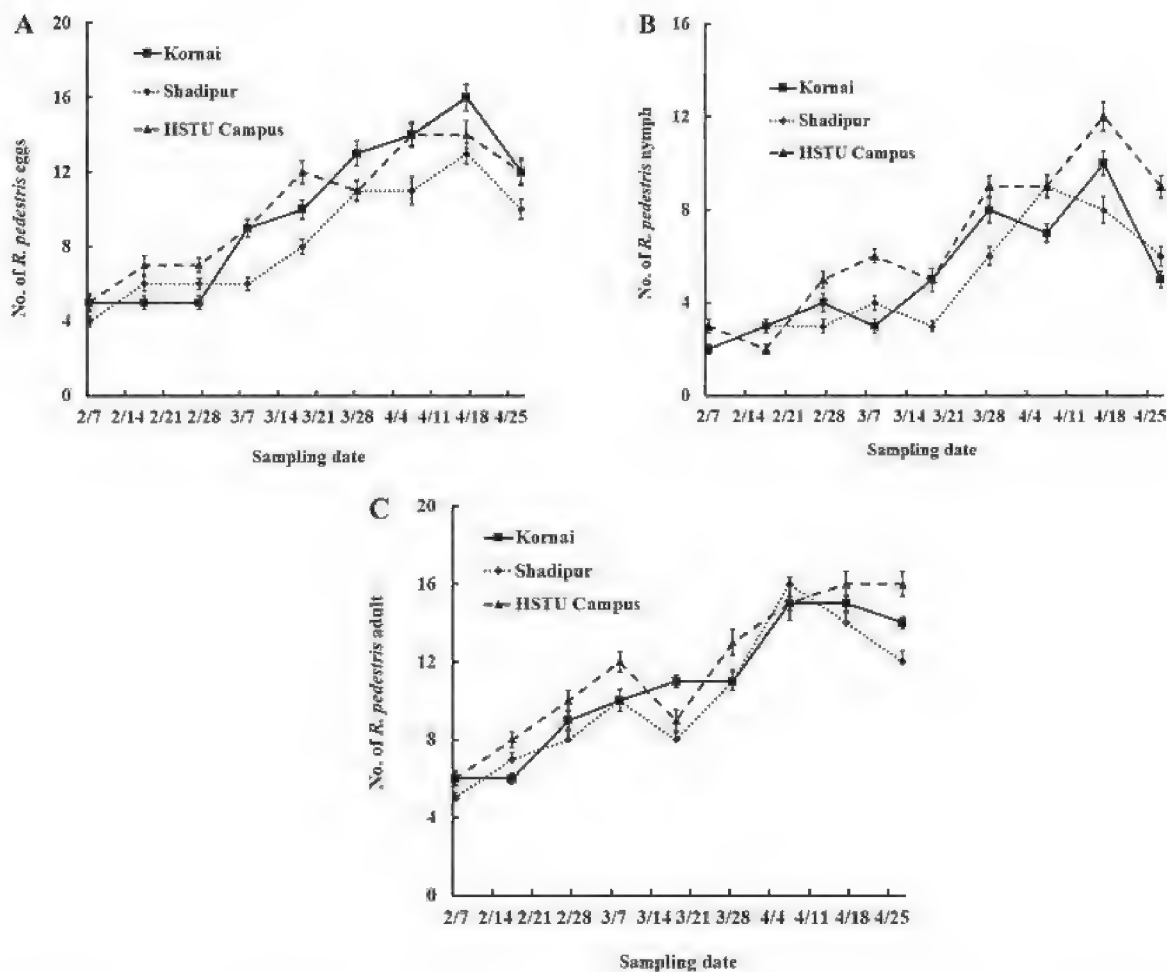 A
20
16
12
8
4
0
No. of R. pedestris eggs
Kornai
Shadipur
HSTU Campus
2/7 2/14 2/21 2/28 3/7 3/14 3/21 3/28 4/4 4/11 4/18 4/25
Sampling date
B
16
12
8
4
0
No. of R. pedestris nymph
Kornai
Shadipur
HSTU Campus
2/7 2/14 2/21 2/28 3/7 3/14 3/21 3/28 4/4 4/11 4/18 4/25
Sampling date
C
20
16
12
8
4
0
No. of R. pedestris adult
Kornai
Shadipur
HSTU Campus
2/7 2/14 2/21 2/28 3/7 3/14 3/21 3/28 4/4 4/11 4/18 4/25
Sampling date